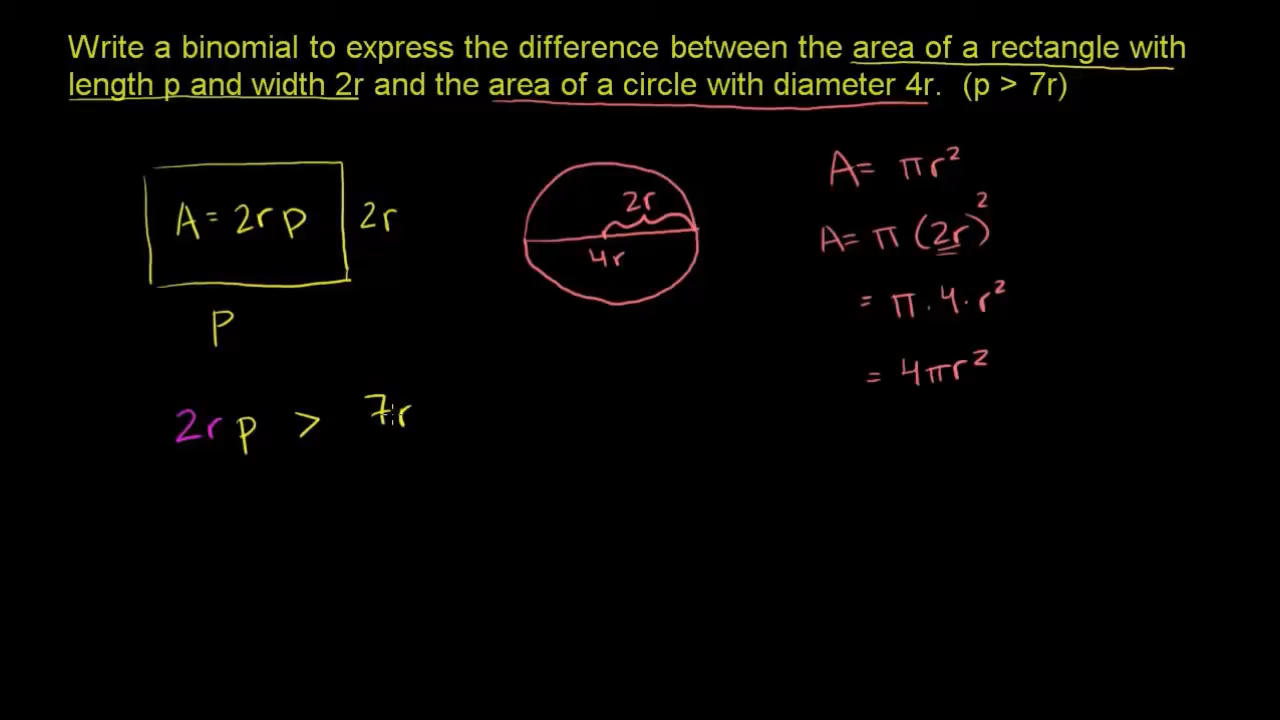 Write a binomial to express the difference between the area of a rectangle with
length p and width 2r and the area of a circle with diameter 4r. (p > 7r)
A = 2rp
2r
p
2r
4r
A = πr²
A = π (2r)²
= π · 4 · r²
= 4πr²
2r p > 7r